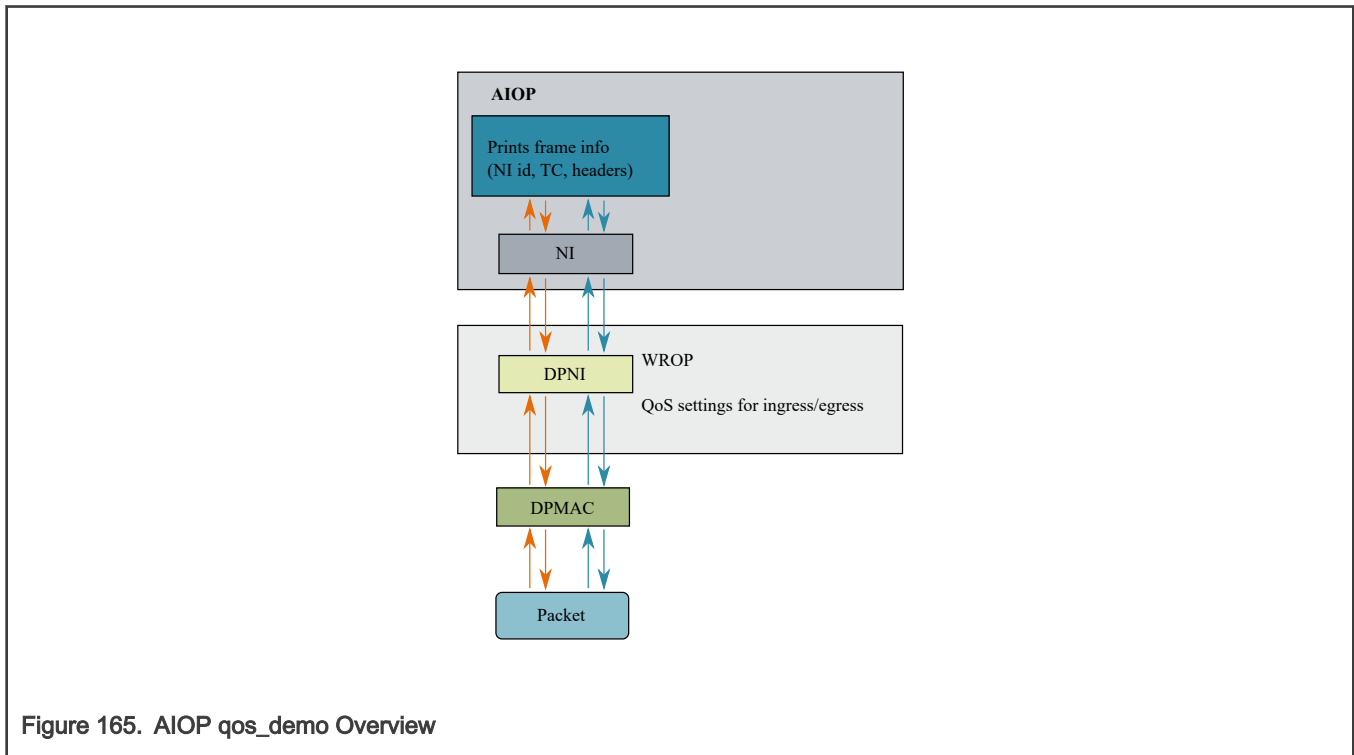 AIOP
Prints frame info
(NI id, TC, headers)
NI
DPNI
WROP
QoS settings for ingress/egress
DPMAC
Packet
Figure 165. AIOP qos_demo Overview